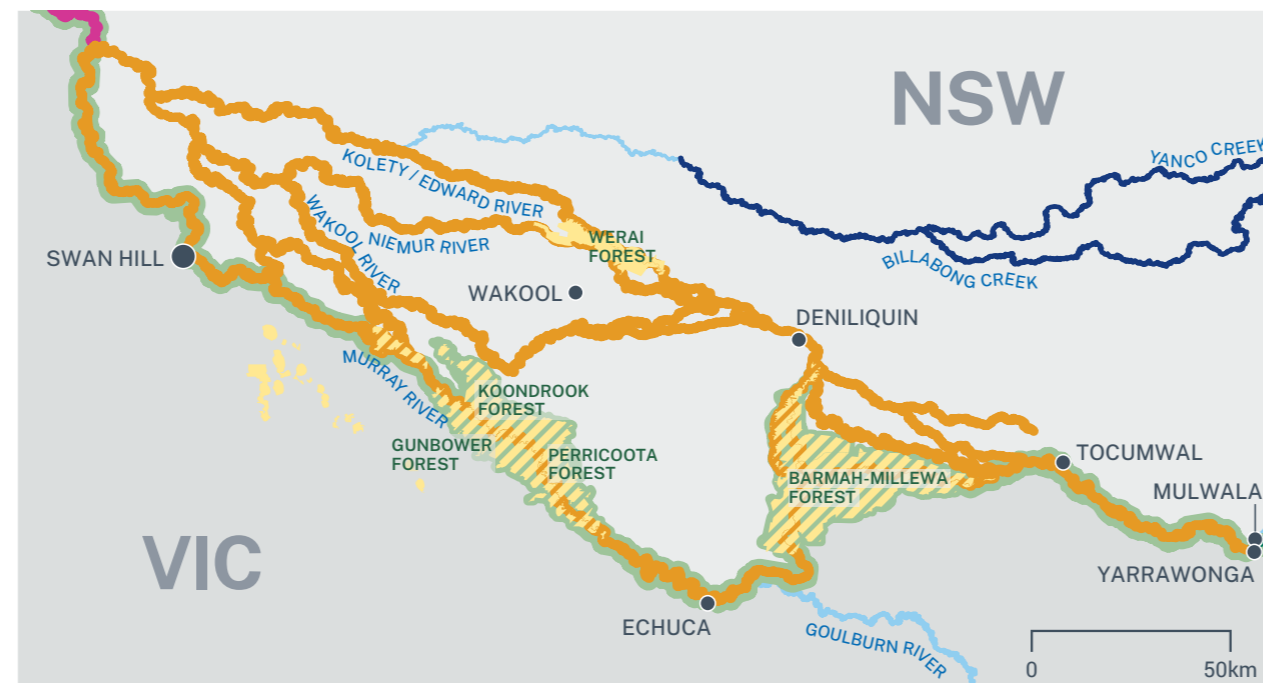 NSW
YANCO CREEK
KOLETY / EDWARD RIVER
WAKOOL RIVER
NIEMUR RIVER
WERAI
FOREST
SWAN HILL
BILLABONG CREEK
WAKOOL
DENILIQUIN
MURRAY RIVER
KOONDROOK
FOREST
GUNBOWER
FOREST
PERRICOOTA
FOREST
TOCUMWAL
BARMAH-MILLEWA
FOREST
MULWALA
VIC
YARRAWONGA
ECHUCA
GOULBURN RIVER
0 50km